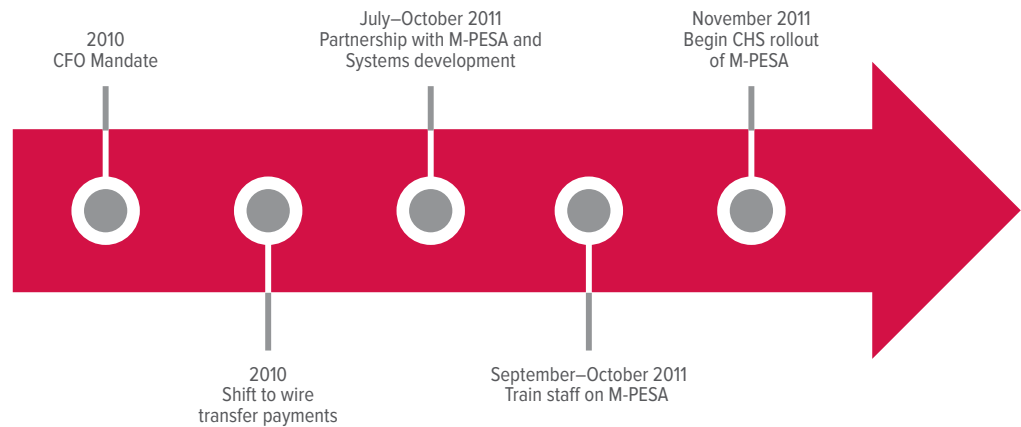 2010
CFO Mandate
2010
Shift to wire
transfer payments
July–October 2011
Partnership with M-PESA and
Systems development
September–October 2011
Train staff on M-PESA
November 2011
Begin CHS rollout
of M-PESA